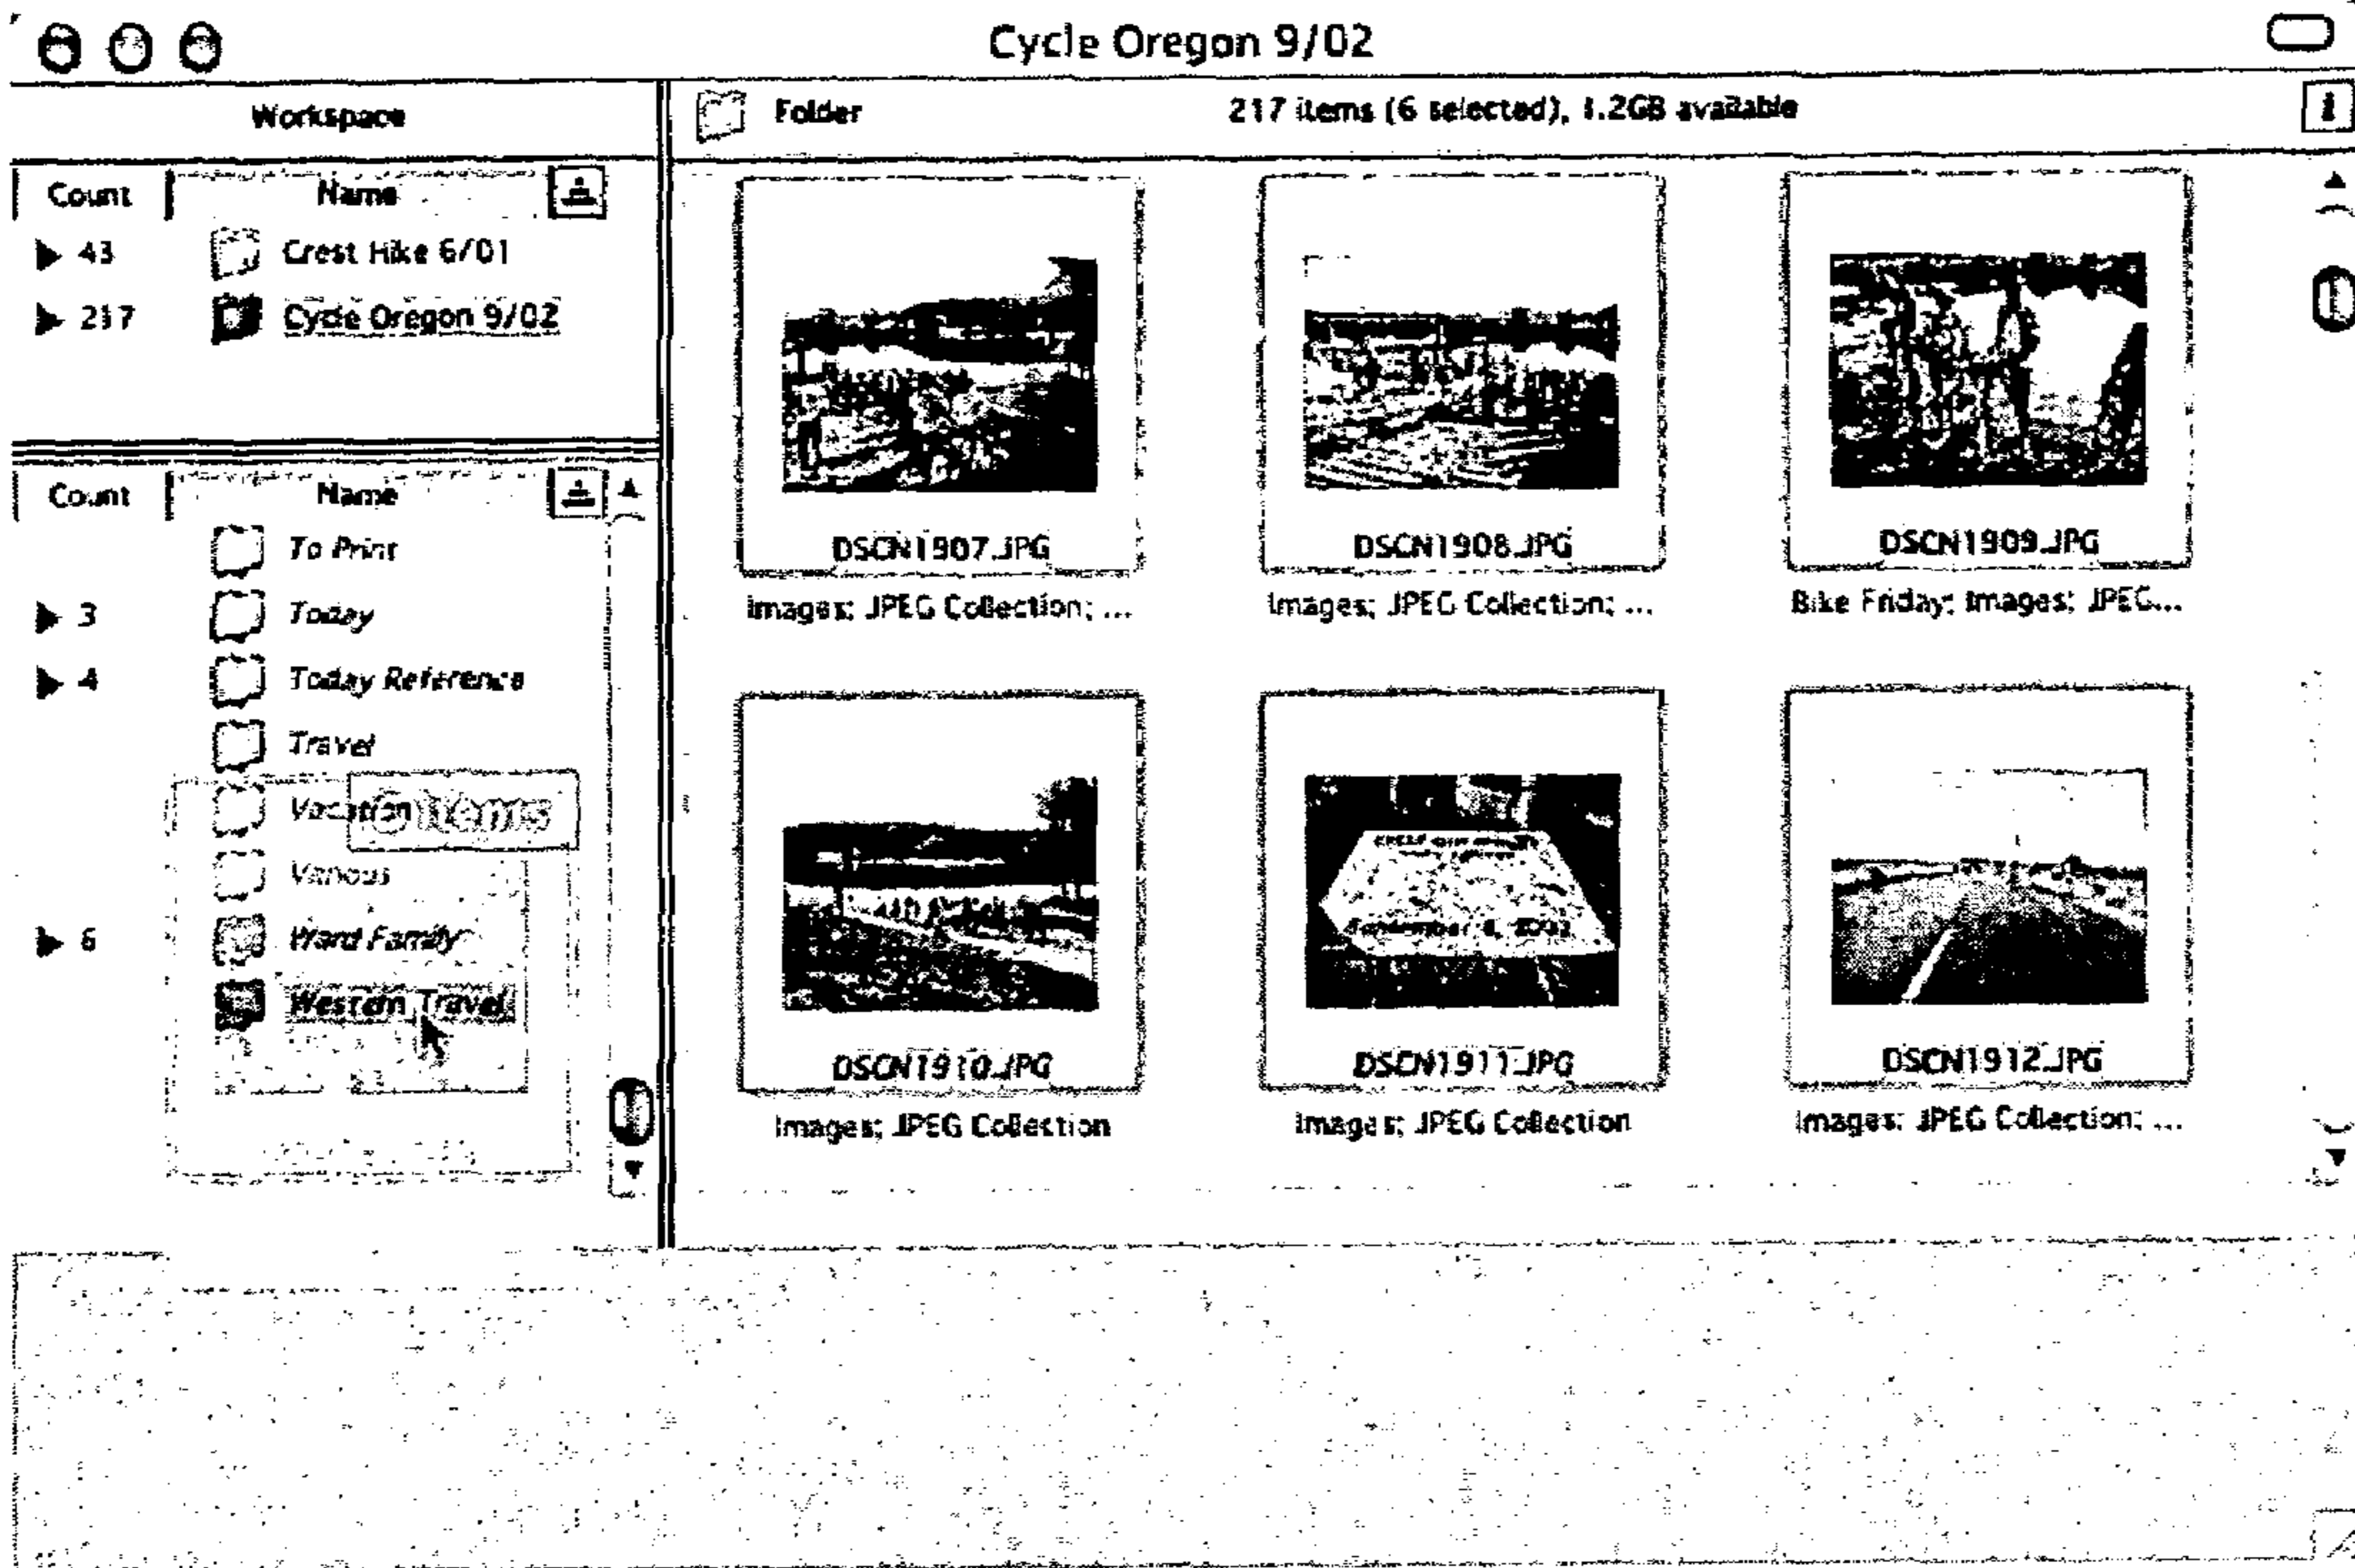 Cycle Oregon 9/02
Workspace
Folder
217 items (6 selected), 1.2GB available
Count Name
43 Crest Hike 6/01
217 Cycle Oregon 9/02
Count Name
To Print
3 Today
4 Today Reference
Travel
Vacation
6 items
Various
6 Ward Family
Western Travel
DSCN1907.JPG
Images; JPEG Collection; ...
DSCN1908.JPG
Images; JPEG Collection; ...
DSCN1909.JPG
Bike Friday; Images; JPEG...
DSCN1910.JPG
Images; JPEG Collection
DSCN1911.JPG
Images; JPEG Collection
DSCN1912.JPG
Images; JPEG Collection; ...